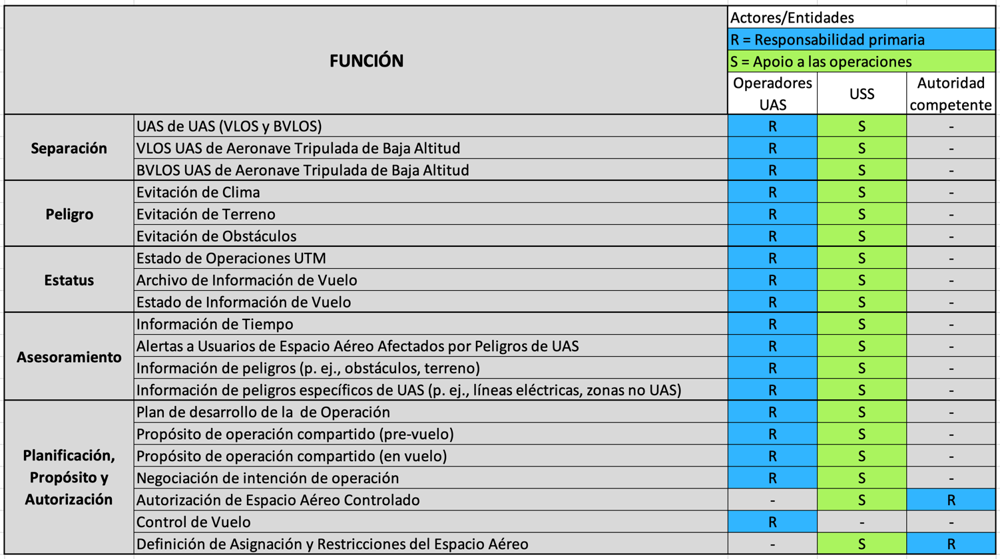 FUNCIÓN
Actores/Entidades
R = Responsabilidad primaria
S = Apoio a las operaciones
Operadores UAS
USS
Autoridad competente
Separación
UAS de UAS (VLOS y BVLOS) R S -
VLOS UAS de Aeronave Tripulada de Baja Altitud R S -
BVLOS UAS de Aeronave Tripulada de Baja Altitud R S -
Peligro
Evitación de Clima R S -
Evitación de Terreno R S -
Evitación de Obstáculos R S -
Estatus
Estado de Operaciones UTM R S -
Archivo de Información de Vuelo R S -
Estado de Información de Vuelo R S -
Asesoramiento
Información de Tiempo R S -
Alertas a Usuarios de Espacio Aéreo Afectados por Peligros de UAS R S -
Información de peligros (p. ej., obstáculos, terreno) R S -
Información de peligros específicos de UAS (p. ej., líneas eléctricas, zonas no UAS) R S -
Planificación,
Propósito y
Autorización
Plan de desarrollo de la de Operación R S -
Propósito de operación compartido (pre-vuelo) R S -
Propósito de operación compartido (en vuelo) R S -
Negociación de intención de operación R S -
Autorización de Espacio Aéreo Controlado - S R
Control de Vuelo R - -
Definición de Asignación y Restricciones del Espacio Aéreo - S R